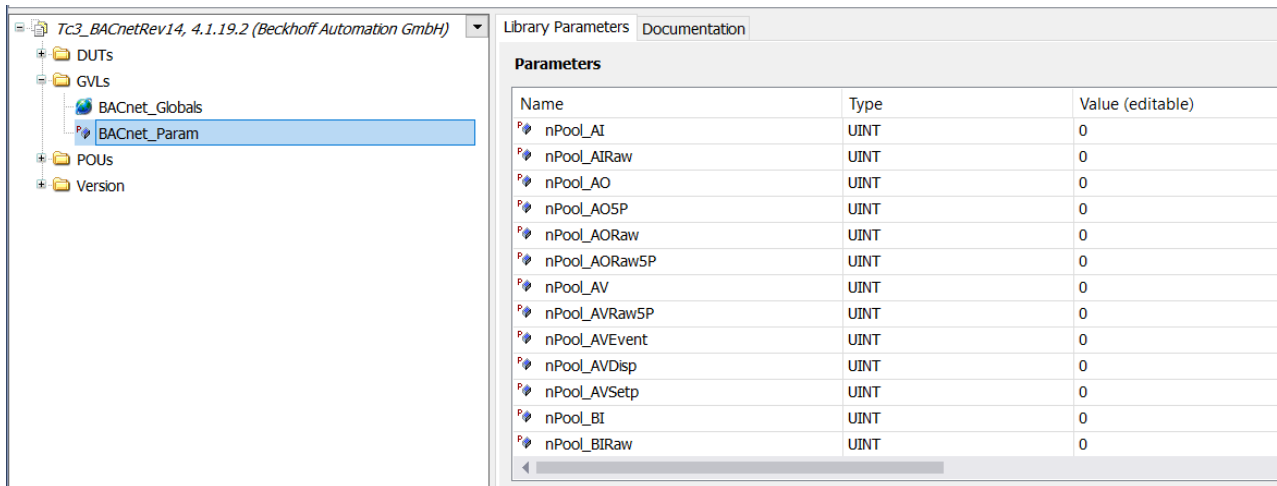 Tc3_BACnetRev14, 4.1.19.2 (Beckhoff Automation GmbH)
DUTs
GVLs
BACnet_Globals
BACnet_Param
POUs
Version
Library Parameters Documentation
Parameters
Name Type Value (editable)
nPool_AI UINT 0
nPool_AIRaw UINT 0
nPool_AO UINT 0
nPool_AO5P UINT 0
nPool_AORaw UINT 0
nPool_AORaw5P UINT 0
nPool_AV UINT 0
nPool_AVRaw5P UINT 0
nPool_AVEvent UINT 0
nPool_AVDisp UINT 0
nPool_AVSetp UINT 0
nPool_BI UINT 0
nPool_BIRaw UINT 0